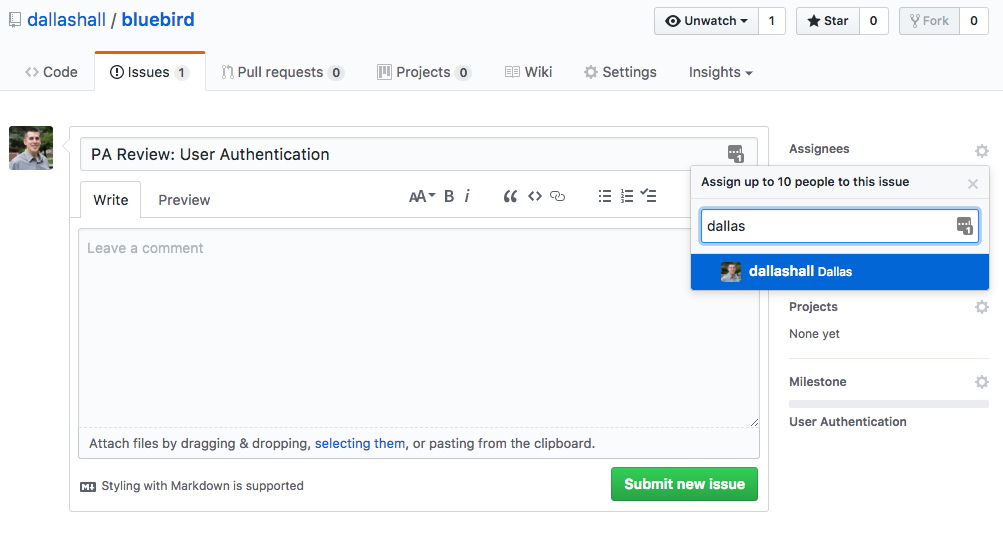 dallashall / bluebird
Unwatch 1 Star 0 Fork 0
Code Issues 1 Pull requests 0 Projects 0 Wiki Settings Insights
PA Review: User Authentication
Write Preview AA B i
Leave a comment
Attach files by dragging & dropping, selecting them, or pasting from the clipboard.
Styling with Markdown is supported
Submit new issue
Assignees
Assign up to 10 people to this issue
dallas
dallashall Dallas
Projects
None yet
Milestone
User Authentication